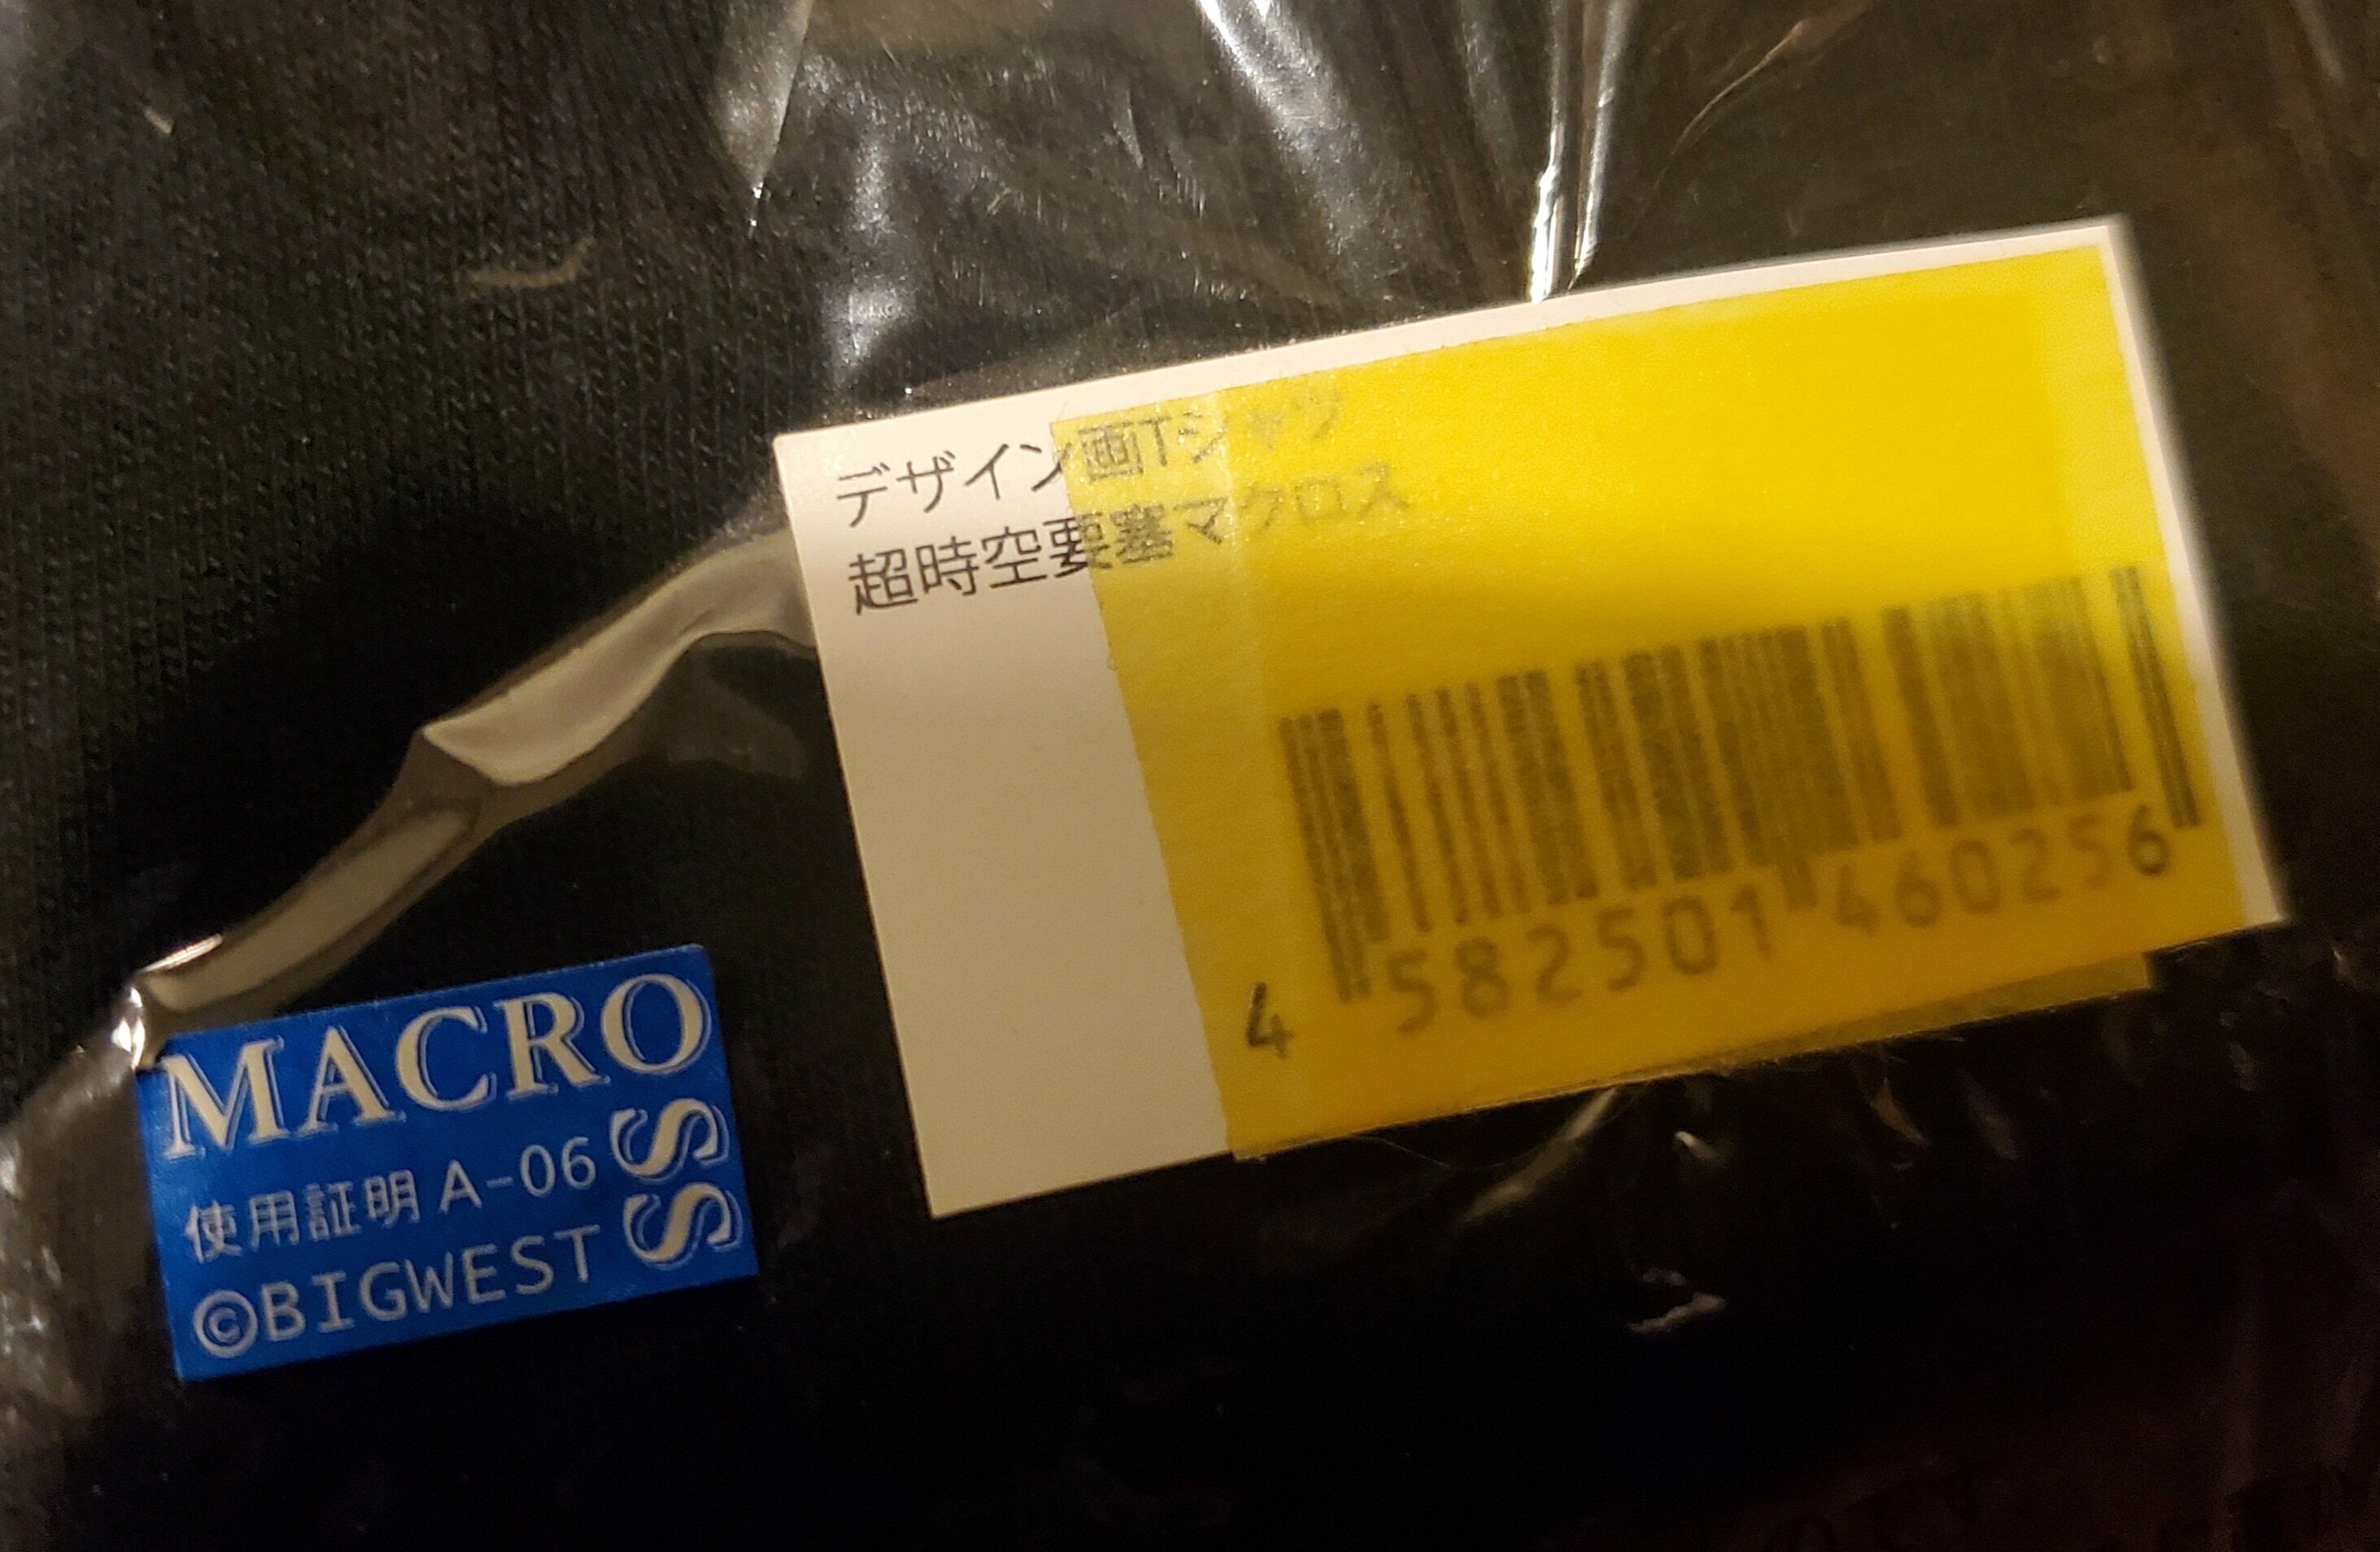 デザイン画Tシャツ
超時空要塞マクロス
4 582501 460256
MACROSS
使用証明 A-06
©BIGWEST